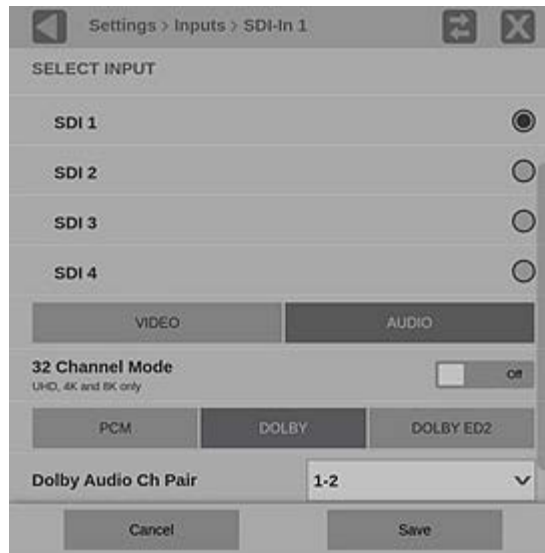 Settings > Inputs > SDI-In 1
SELECT INPUT
SDI 1
SDI 2
SDI 3
SDI 4
VIDEO AUDIO
32 Channel Mode Off
UHD, 4K and 8K only
PCM DOLBY DOLBY ED2
Dolby Audio Ch Pair 1-2
Cancel Save